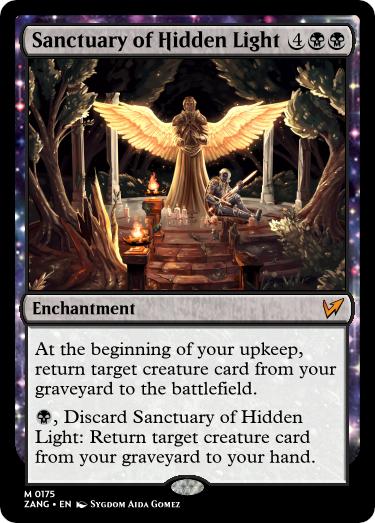 Sanctuary of Hidden Light 4
Enchantment
At the beginning of your upkeep,
return target creature card from your
graveyard to the battlefield.
, Discard Sanctuary of Hidden
Light: Return target creature card
from your graveyard to your hand.
M 0175
ZANG • EN Sygdom Aida Gomez